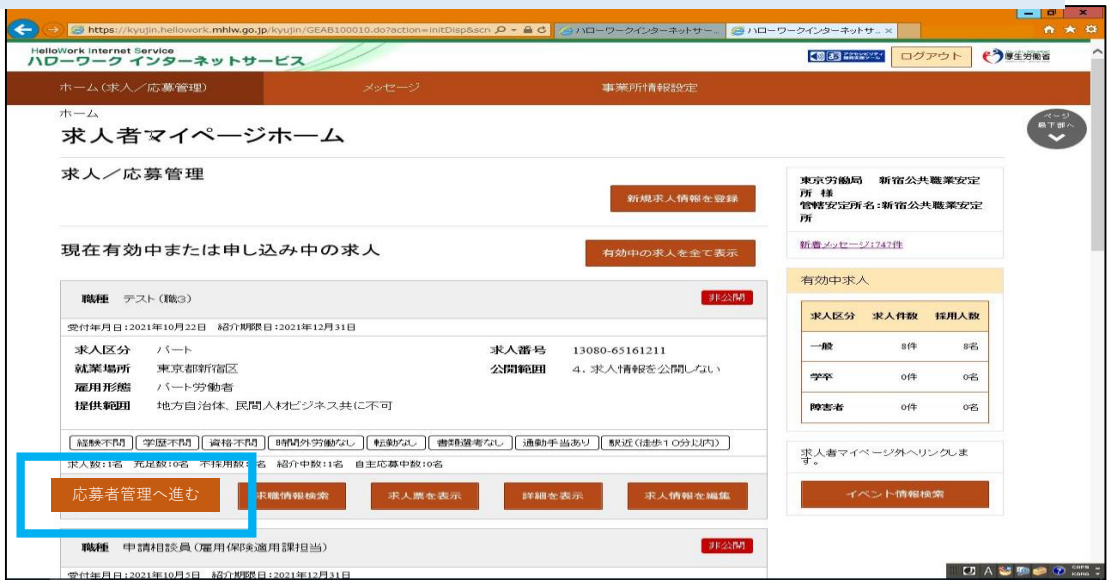 https://kyujin.hellowork.mhlw.go.jp/kyujin/GEAB100010.do?action=initDisp&scn
ハローワークインターネットサー...
ハローワークインターネットサ...
HelloWork Internet Service
ハローワーク インターネットサービス
ログアウト
厚生労働省
ホーム(求人/応募管理)
メッセージ
事業所情報設定
ホーム
求人者マイページホーム
ページ
最下部へ
求人/応募管理
新規求人情報を登録
東京労働局 新宿公共職業安定
所 様
管轄安定所名:新宿公共職業安定
所
新着メッセージ:747件
現在有効中または申し込み中の求人
有効中の求人を全て表示
有効中求人
求人区分 求人件数 採用人数
一般 8件 8名
学卒 0件 0名
障害者 0件 0名
職種 テスト(職3)
非公開
受付年月日:2021年10月22日 紹介期限日:2021年12月31日
求人区分 パート
求人番号 13080-65161211
就業場所 東京都新宿区
公開範囲 4.求人情報を公開しない
雇用形態 パート労働者
提供範囲 地方自治体、民間人材ビジネス共に不可
経験不問 学歴不問 資格不問 時間外労働なし 転勤なし 書類選考なし 通勤手当あり 駅近(徒歩10分以内)
求人数:1名 充足数:0名 不採用数: 名 紹介中数:1名 自主応募中数:0名
求人者マイページ外へリンクしま
す。
イベント情報検索
応募者管理へ進む
求職情報検索
求人票を表示
詳細を表示
求人情報を編集
職種 申請相談員(雇用保険適用課担当)
非公開
受付年月日:2021年10月5日 紹介期限日:2021年12月31日
CAPS
KANA